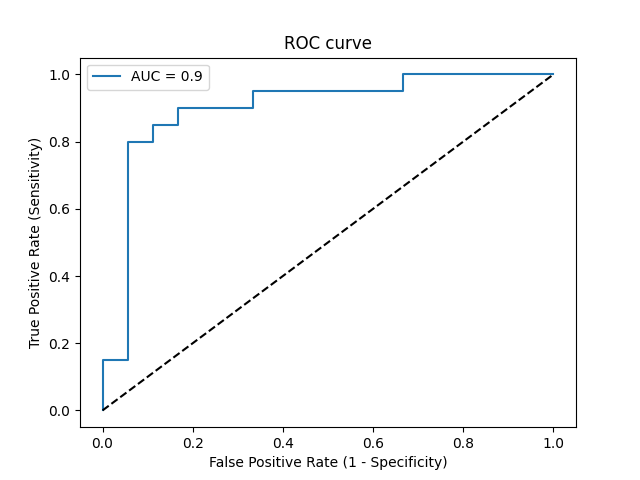 ROC curve
AUC = 0.9
True Positive Rate (Sensitivity)
1.0
0.8
0.6
0.4
0.2
0.0
0.0 0.2 0.4 0.6 0.8 1.0
False Positive Rate (1 - Specificity)